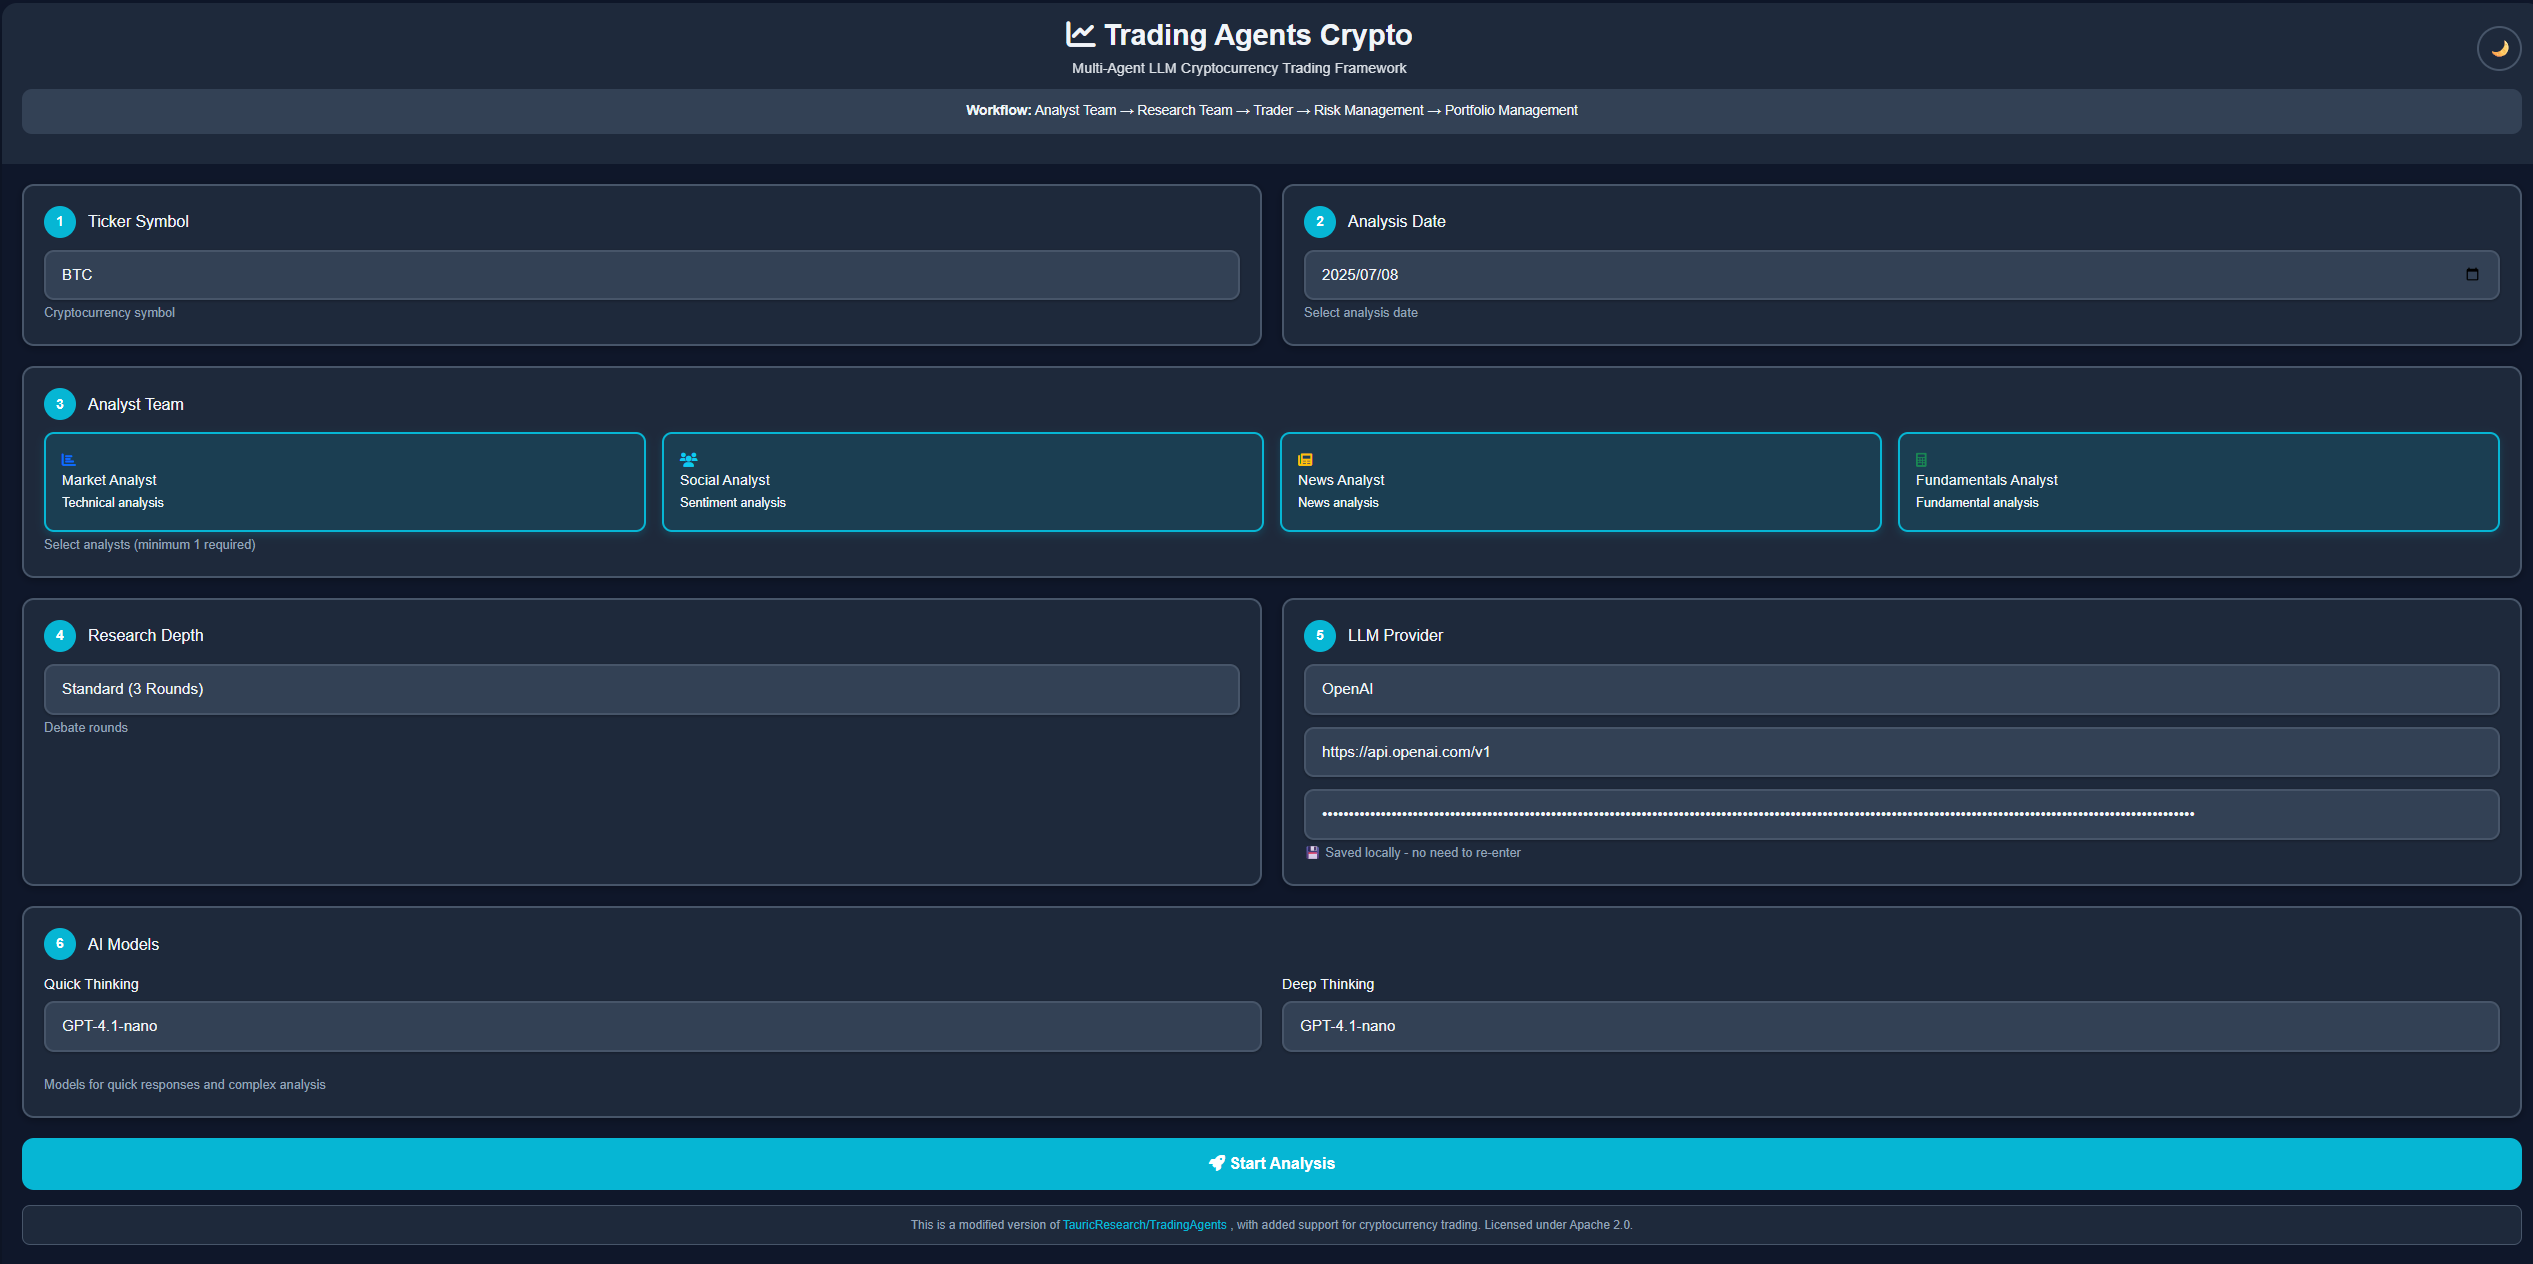 Trading Agents Crypto
Multi-Agent LLM Cryptocurrency Trading Framework
Workflow: Analyst Team → Research Team → Trader → Risk Management → Portfolio Management
1 Ticker Symbol
BTC
Cryptocurrency symbol
2 Analysis Date
2025/07/08
Select analysis date
3 Analyst Team
Market Analyst
Technical analysis
Social Analyst
Sentiment analysis
News Analyst
News analysis
Fundamentals Analyst
Fundamental analysis
Select analysts (minimum 1 required)
4 Research Depth
Standard (3 Rounds)
Debate rounds
5 LLM Provider
OpenAI
https://api.openai.com/v1
Saved locally - no need to re-enter
6 AI Models
Quick Thinking
GPT-4.1-nano
Deep Thinking
GPT-4.1-nano
Models for quick responses and complex analysis
Start Analysis
This is a modified version of TauricResearch/TradingAgents , with added support for cryptocurrency trading. Licensed under Apache 2.0.